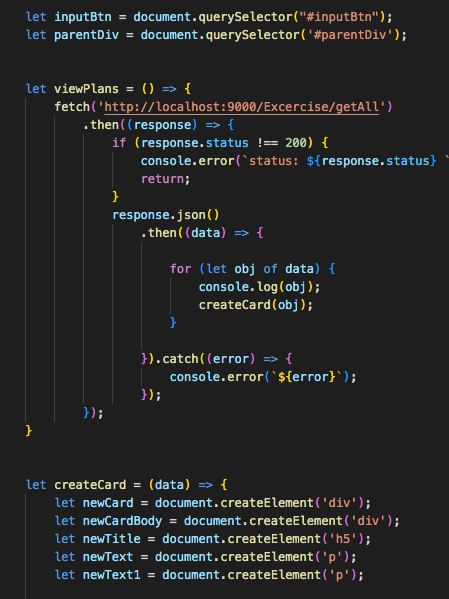 let inputBtn = document.querySelector("#inputBtn");
let parentDiv = document.querySelector('#parentDiv');
let viewPlans = () => {
fetch('http://localhost:9000/Excercise/getAll')
.then((response) => {
if (response.status !== 200) {
console.error(`status: ${response.status} `
return;
}
response.json()
.then((data) => {
for (let obj of data) {
console.log(obj);
createCard(obj);
}
}).catch((error) => {
console.error(`${error}`);
});
});
}
let createCard = (data) => {
let newCard = document.createElement('div');
let newCardBody = document.createElement('div');
let newTitle = document.createElement('h5');
let newText = document.createElement('p');
let newText1 = document.createElement('p');